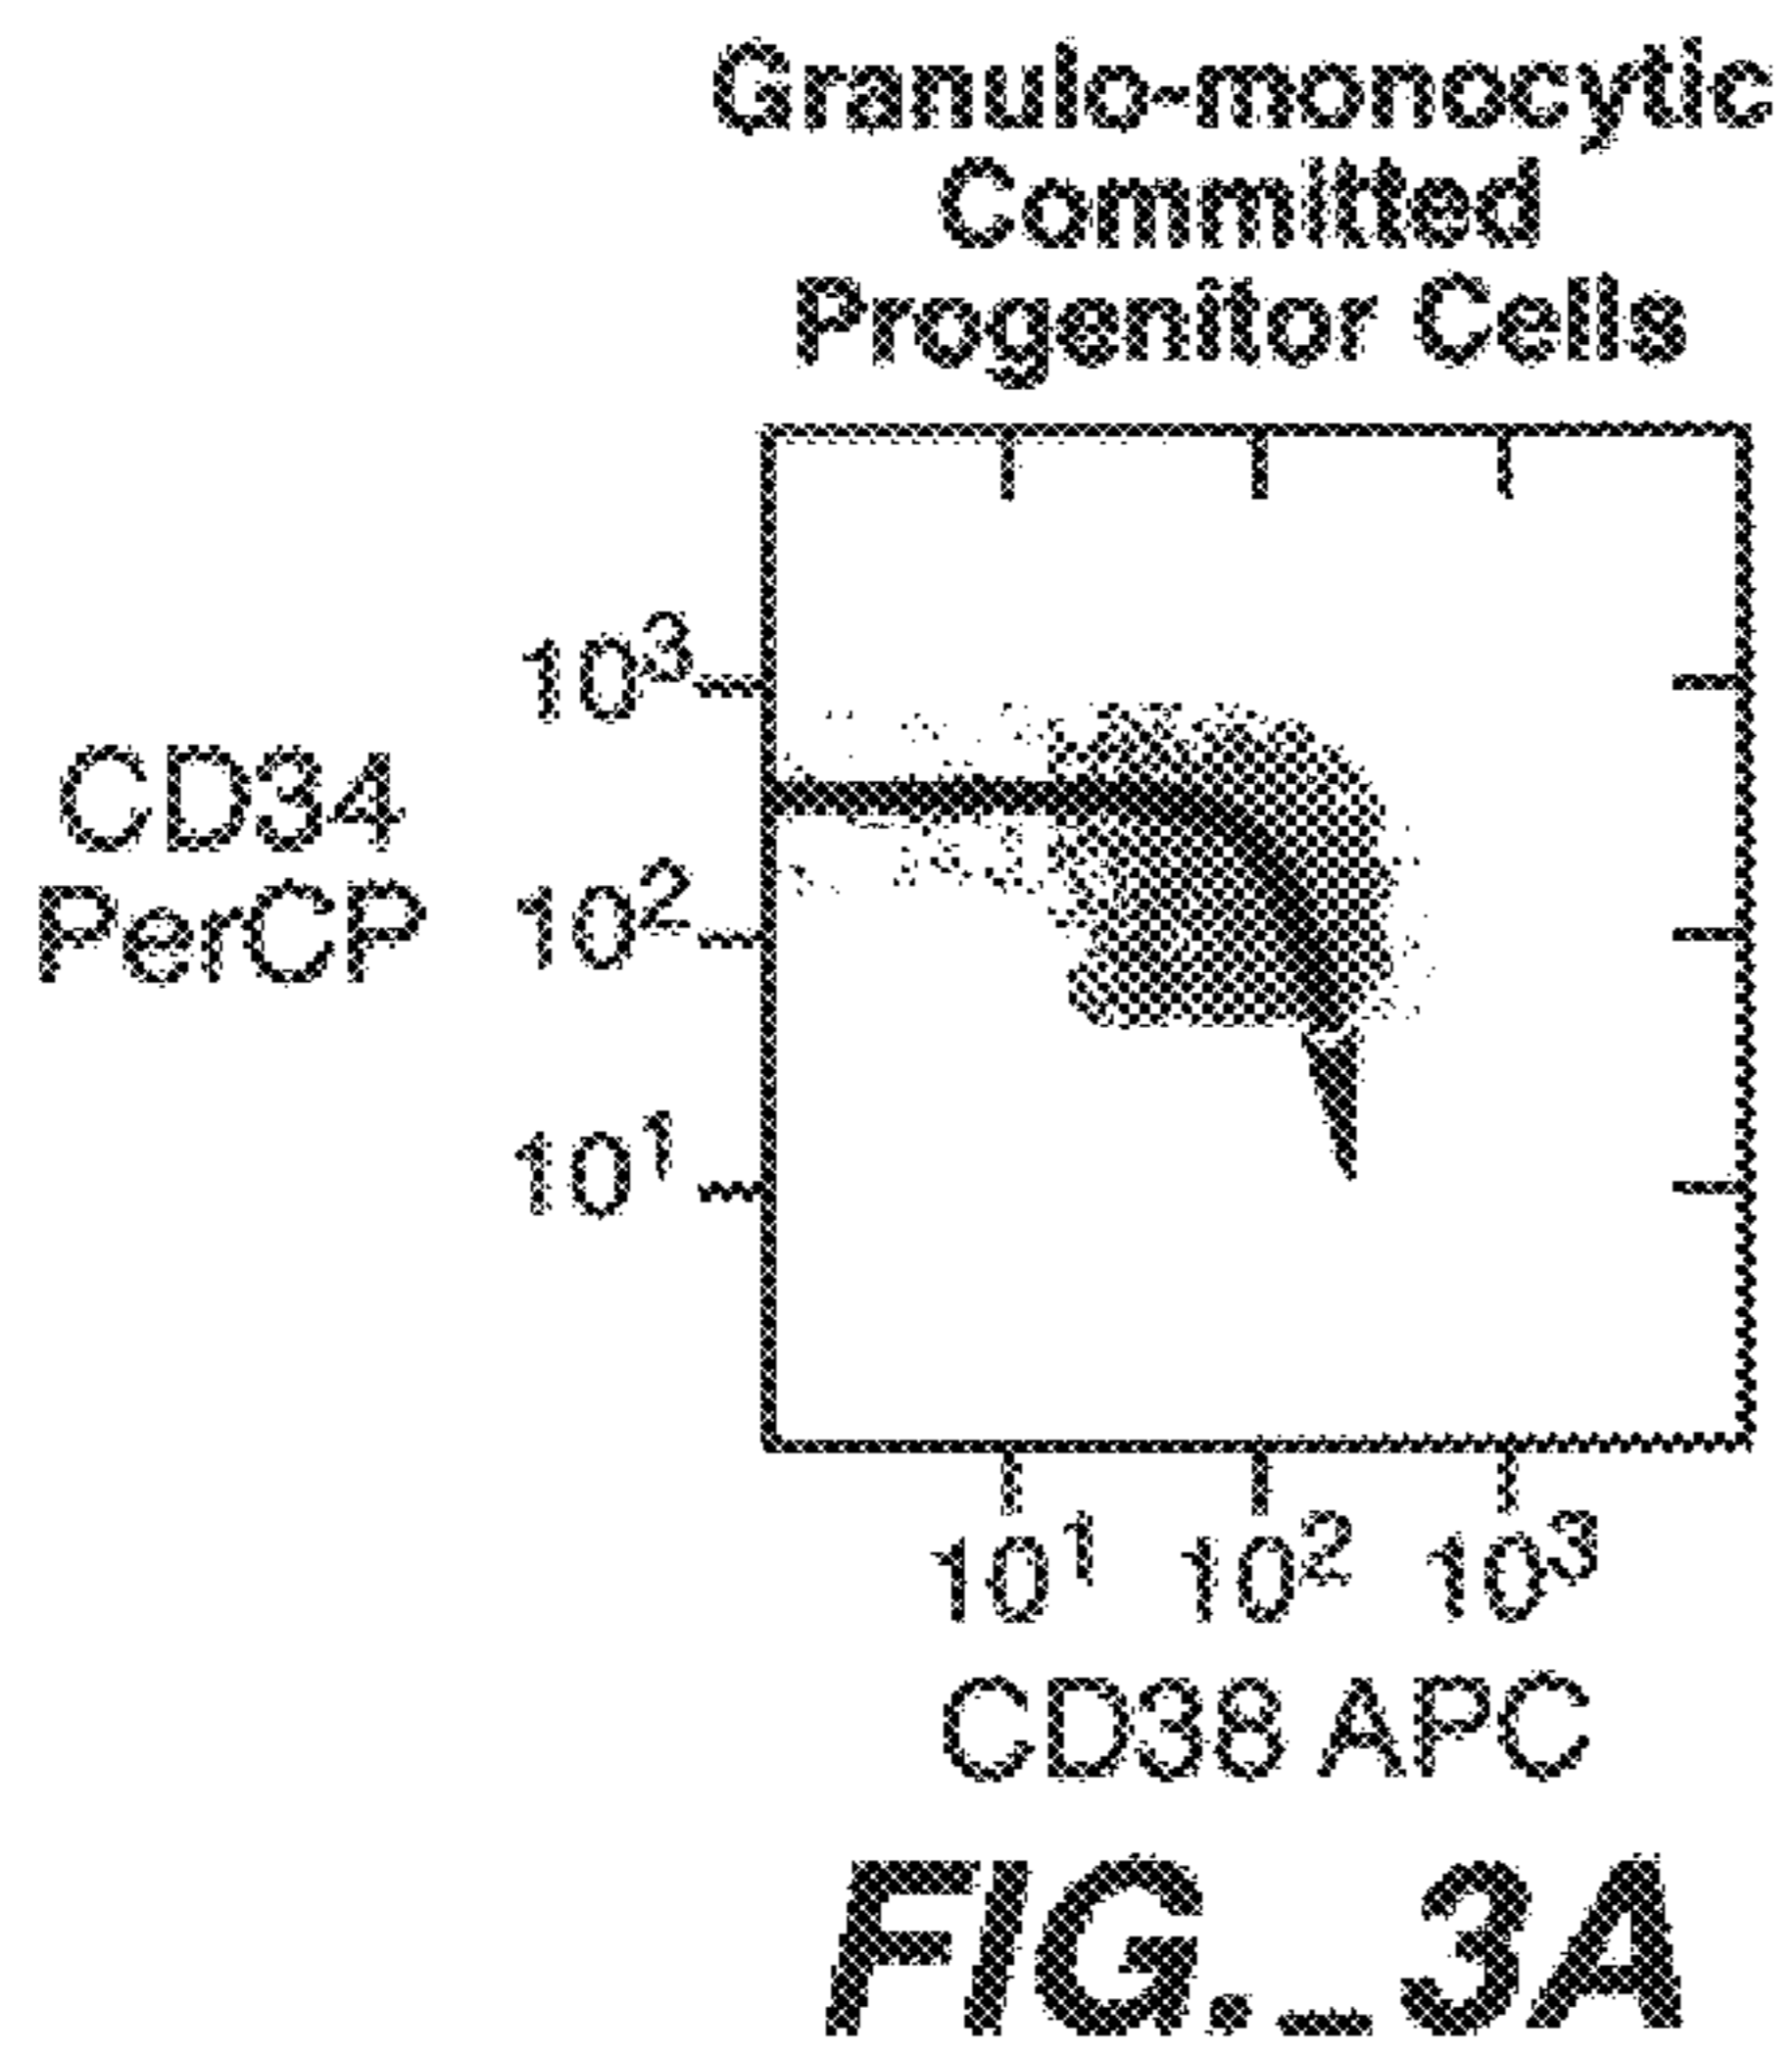 Granulo-monocytic
Committed
Progenitor Cells
10³
CD34
PerCP
10²
10¹
10¹ 10² 10³
CD38 APC
FIG._3A